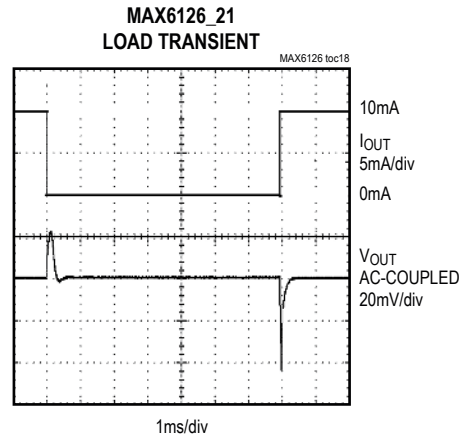 MAX6126_21
LOAD TRANSIENT
MAX6126 toc18
10mA
IOUT
5mA/div
0mA
VOUT
AC-COUPLED
20mV/div
1ms/div